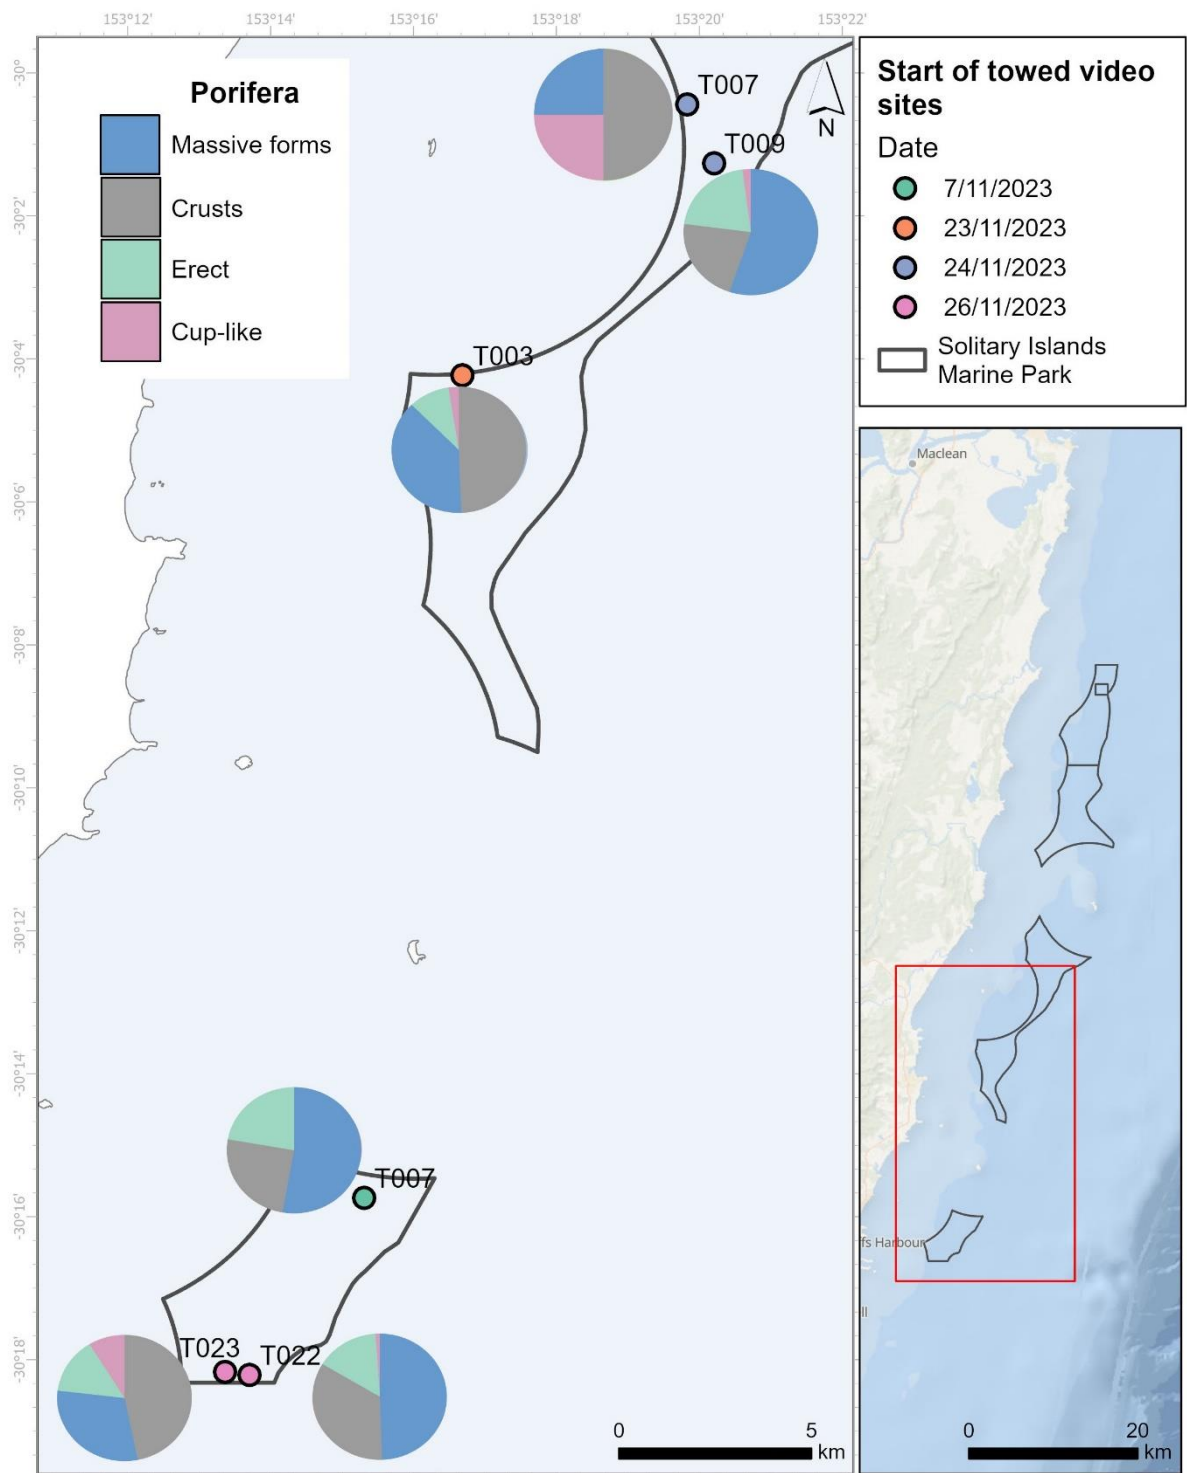 153°12'
153°14'
153°16'
153°18'
153°20'
153°22'
-30°
-30°2'
-30°4'
-30°6'
-30°8'
-30°10'
-30°12'
-30°14'
-30°16'
-30°18'
Porifera
Massive forms
Crusts
Erect
Cup-like
T007
T009
N
T003
T007
T023
T022
0 5
km
Start of towed video
sites
Date
7/11/2023
23/11/2023
24/11/2023
26/11/2023
Solitary Islands
Marine Park
Maclean
fs Harbour
ll
0 20
km